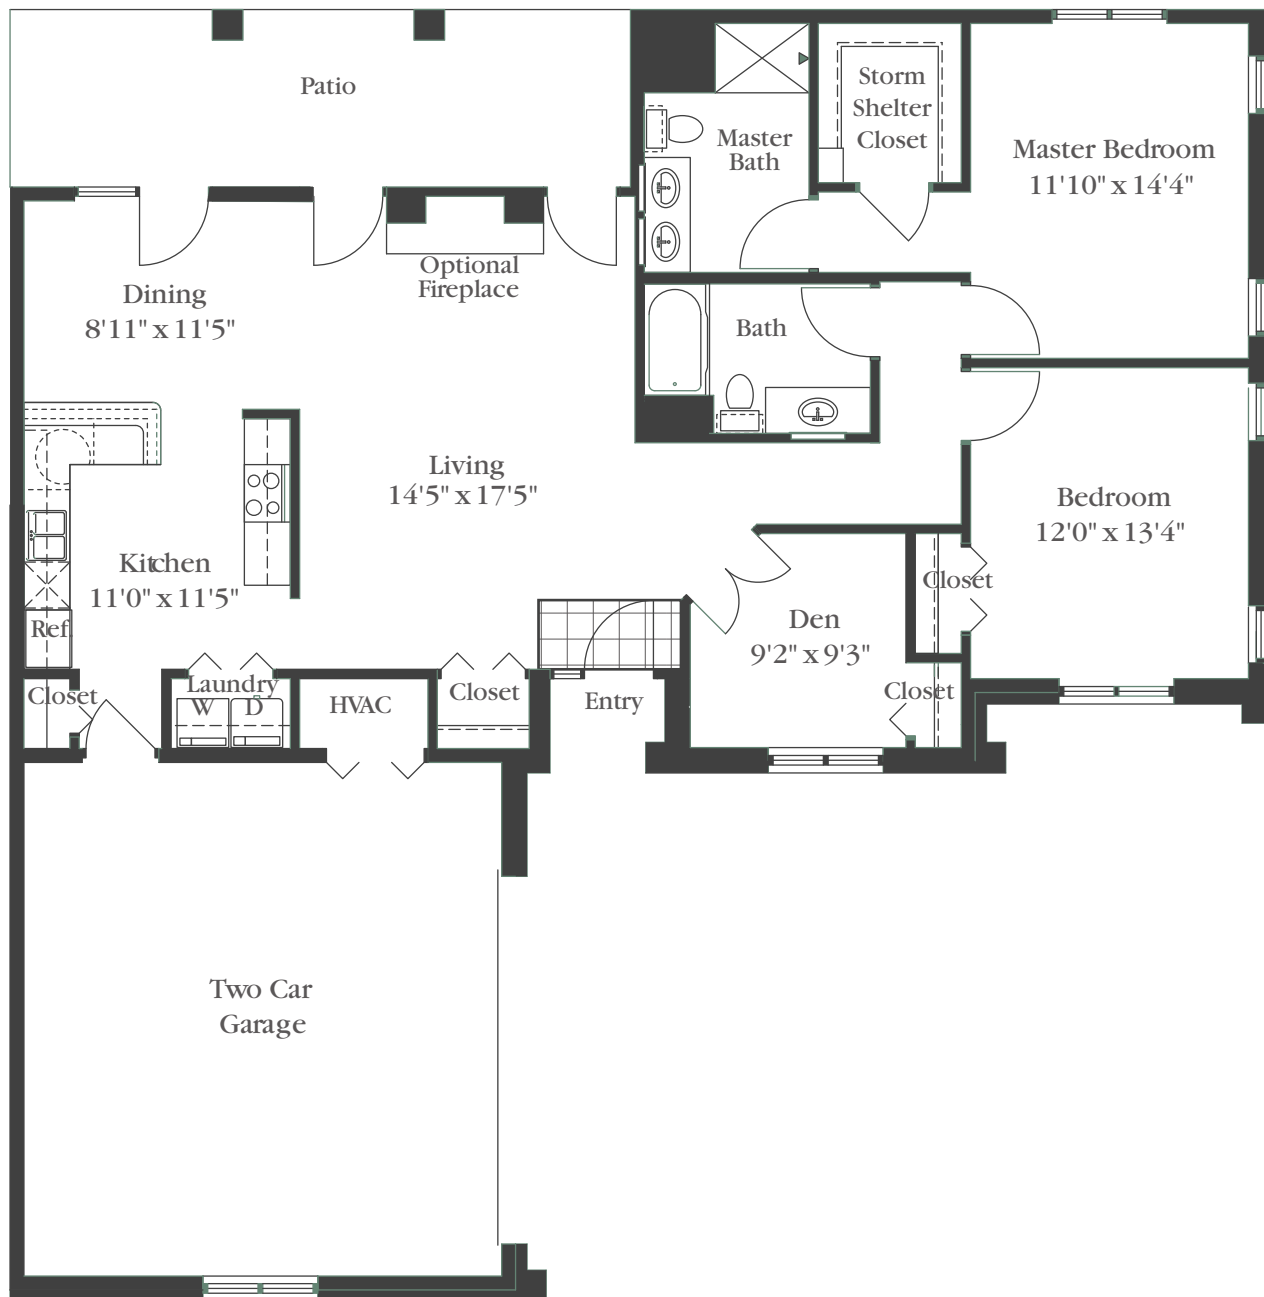 Patio
Storm
Shelter
Closet
Master
Bath
Master Bedroom
11'10" x 14'4"
Optional
Fireplace
Dining
8'11" x 11'5"
Bath
Living
14'5" x 17'5"
Bedroom
12'0" x 13'4"
Kitchen
11'0" x 11'5"
Closet
Ref.
Den
9'2" x 9'3"
Closet
Laundry
W D
HVAC
Closet
Entry
Closet
Two Car
Garage